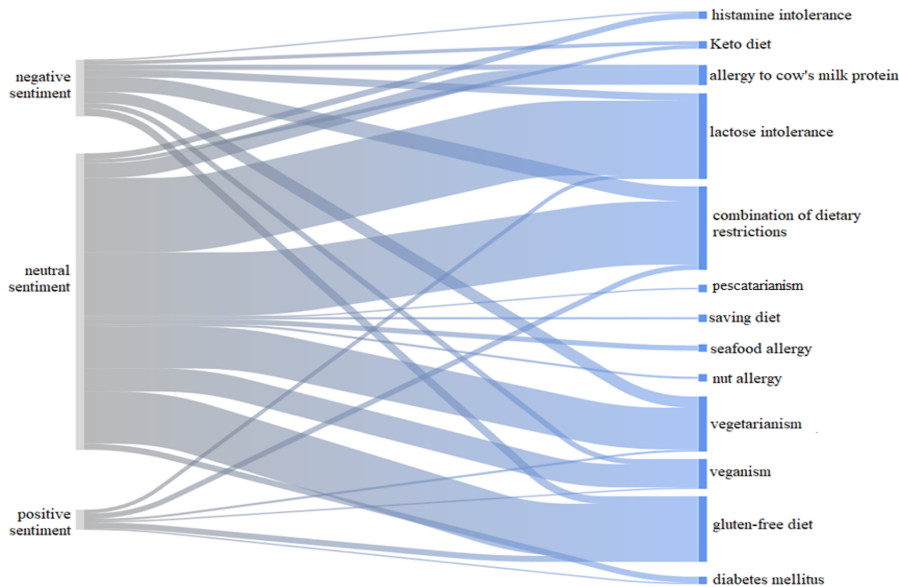 negative
sentiment
neutral
sentiment
positive
sentiment
histamine intolerance
Keto diet
allergy to cow's milk protein
lactose intolerance
combination of dietary
restrictions
pescatarianism
saving diet
seafood allergy
nut allergy
vegetarianism
veganism
gluten-free diet
diabetes mellitus